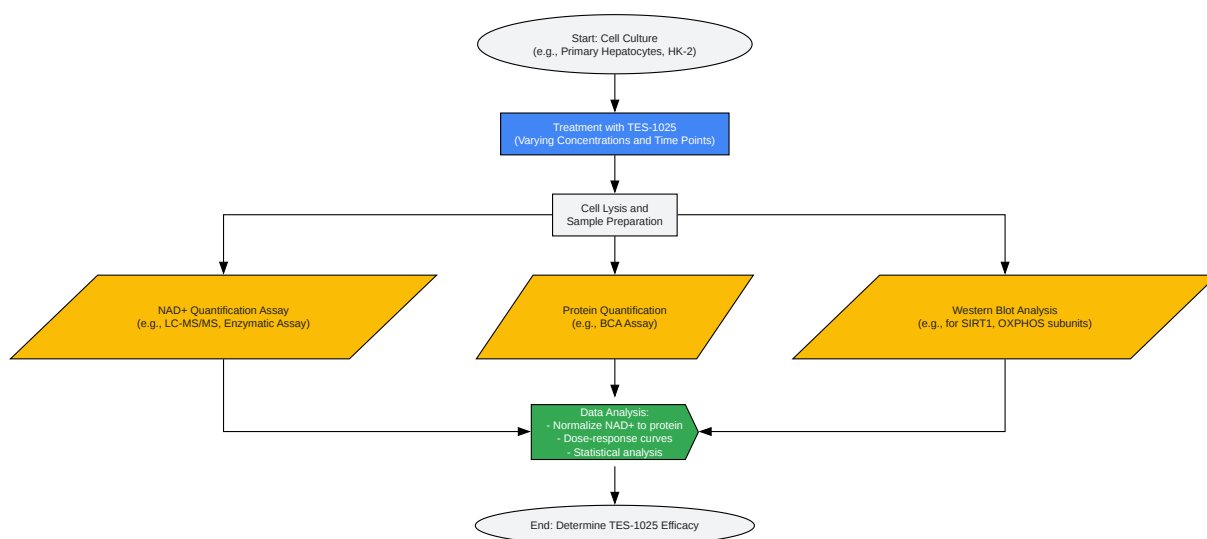 Start: Cell Culture
(e.g., Primary Hepatocytes, HK-2)
Treatment with TES-1025
(Varying Concentrations and Time Points)
Cell Lysis and
Sample Preparation
NAD+ Quantification Assay
(e.g., LC-MS/MS, Enzymatic Assay)
Protein Quantification
(e.g., BCA Assay)
Western Blot Analysis
(e.g., for SIRT1, OXPHOS subunits)
Data Analysis:
- Normalize NAD+ to protein
- Dose-response curves
- Statistical analysis
End: Determine TES-1025 Efficacy